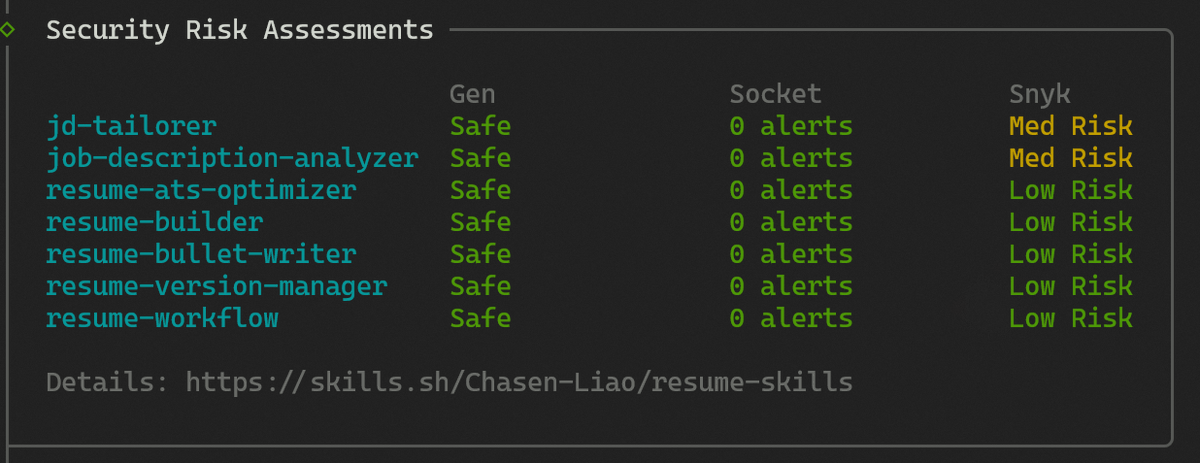 Security Risk Assessments
Gen Socket Snyk
jd-tailorer Safe 0 alerts Med Risk
job-description-analyzer Safe 0 alerts Med Risk
resume-ats-optimizer Safe 0 alerts Low Risk
resume-builder Safe 0 alerts Low Risk
resume-bullet-writer Safe 0 alerts Low Risk
resume-version-manager Safe 0 alerts Low Risk
resume-workflow Safe 0 alerts Low Risk
Details: https://skills.sh/Chasen-Liao/resume-skills